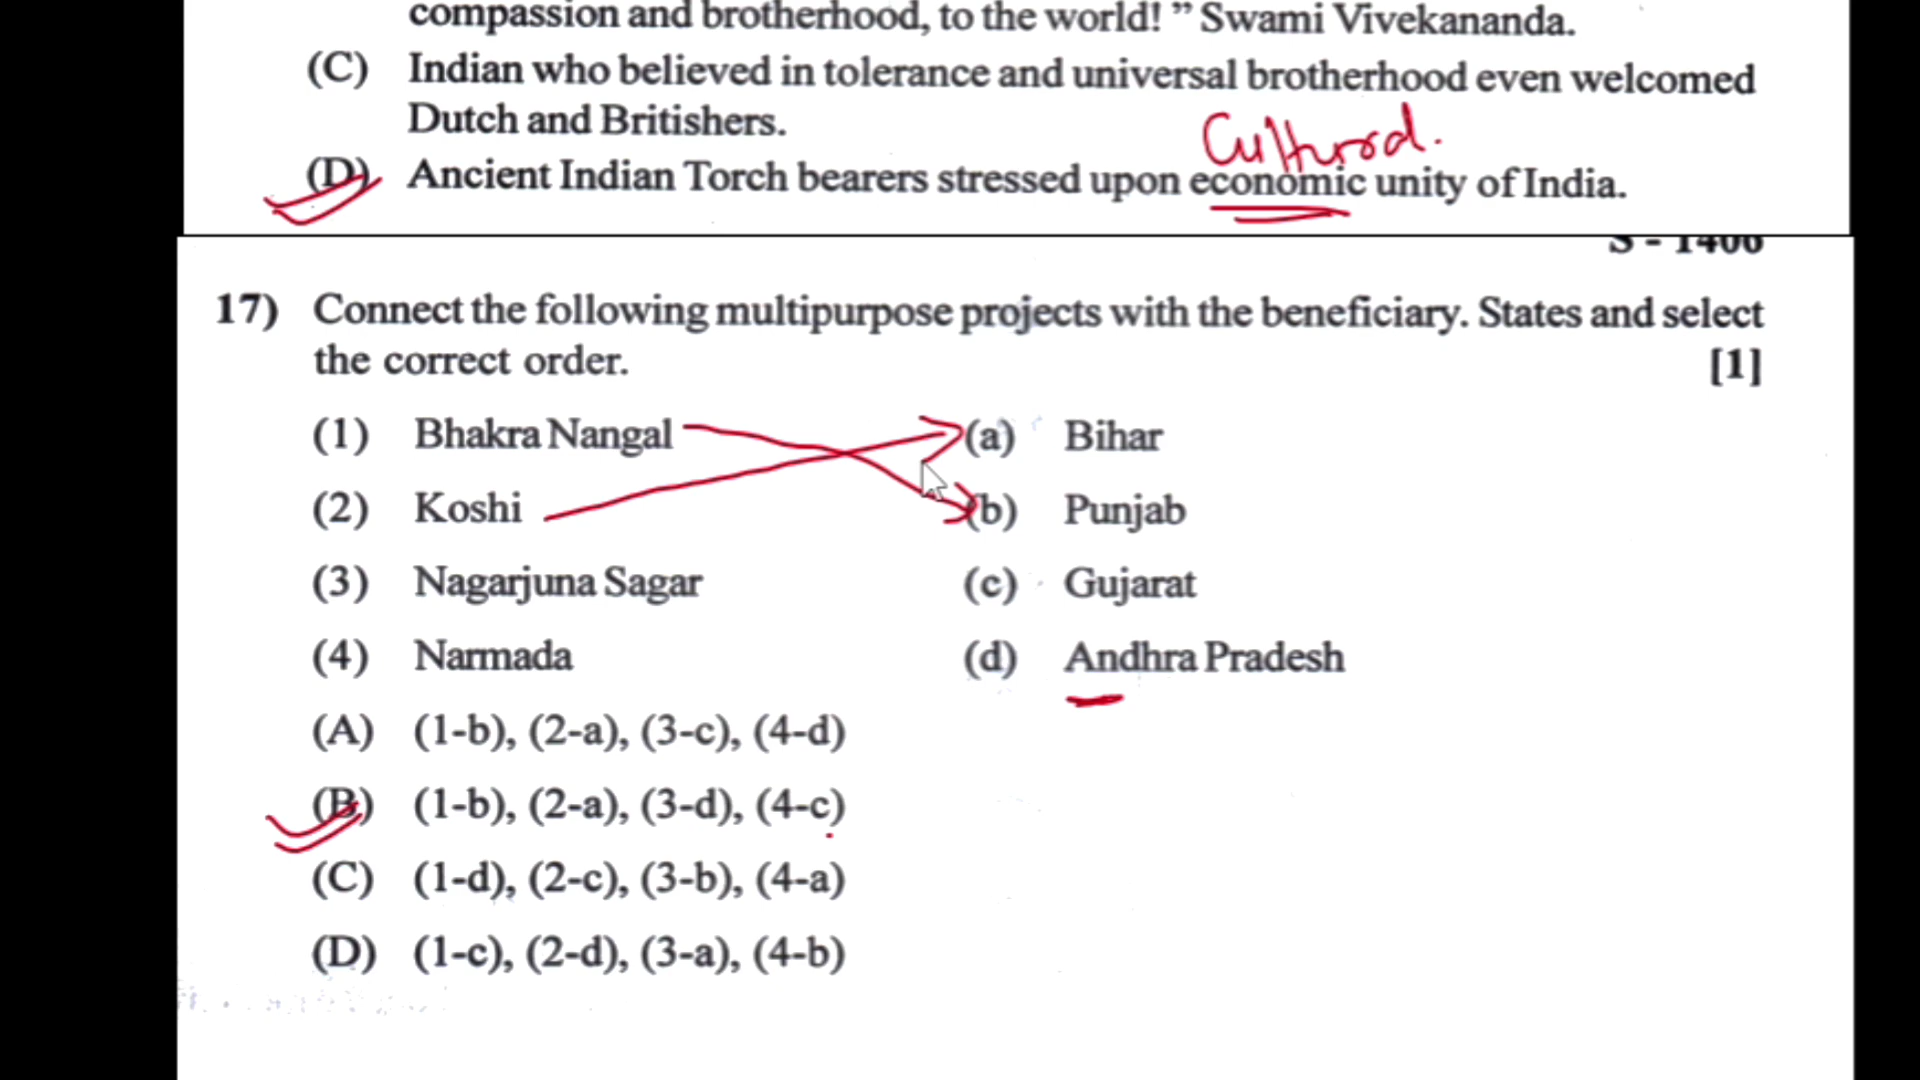 compassion and brotherhood, to the world! ” Swami Vivekananda.
(C) Indian who believed in tolerance and universal brotherhood even welcomed
Dutch and Britishers.
Cultural.
(D) Ancient Indian Torch bearers stressed upon economic unity of India.
S - 1406
17) Connect the following multipurpose projects with the beneficiary. States and select
the correct order. [1]
(1) Bhakra Nangal (a) Bihar
(2) Koshi (b) Punjab
(3) Nagarjuna Sagar (c) Gujarat
(4) Narmada (d) Andhra Pradesh
(A) (1-b), (2-a), (3-c), (4-d)
(B) (1-b), (2-a), (3-d), (4-c)
(C) (1-d), (2-c), (3-b), (4-a)
(D) (1-c), (2-d), (3-a), (4-b)